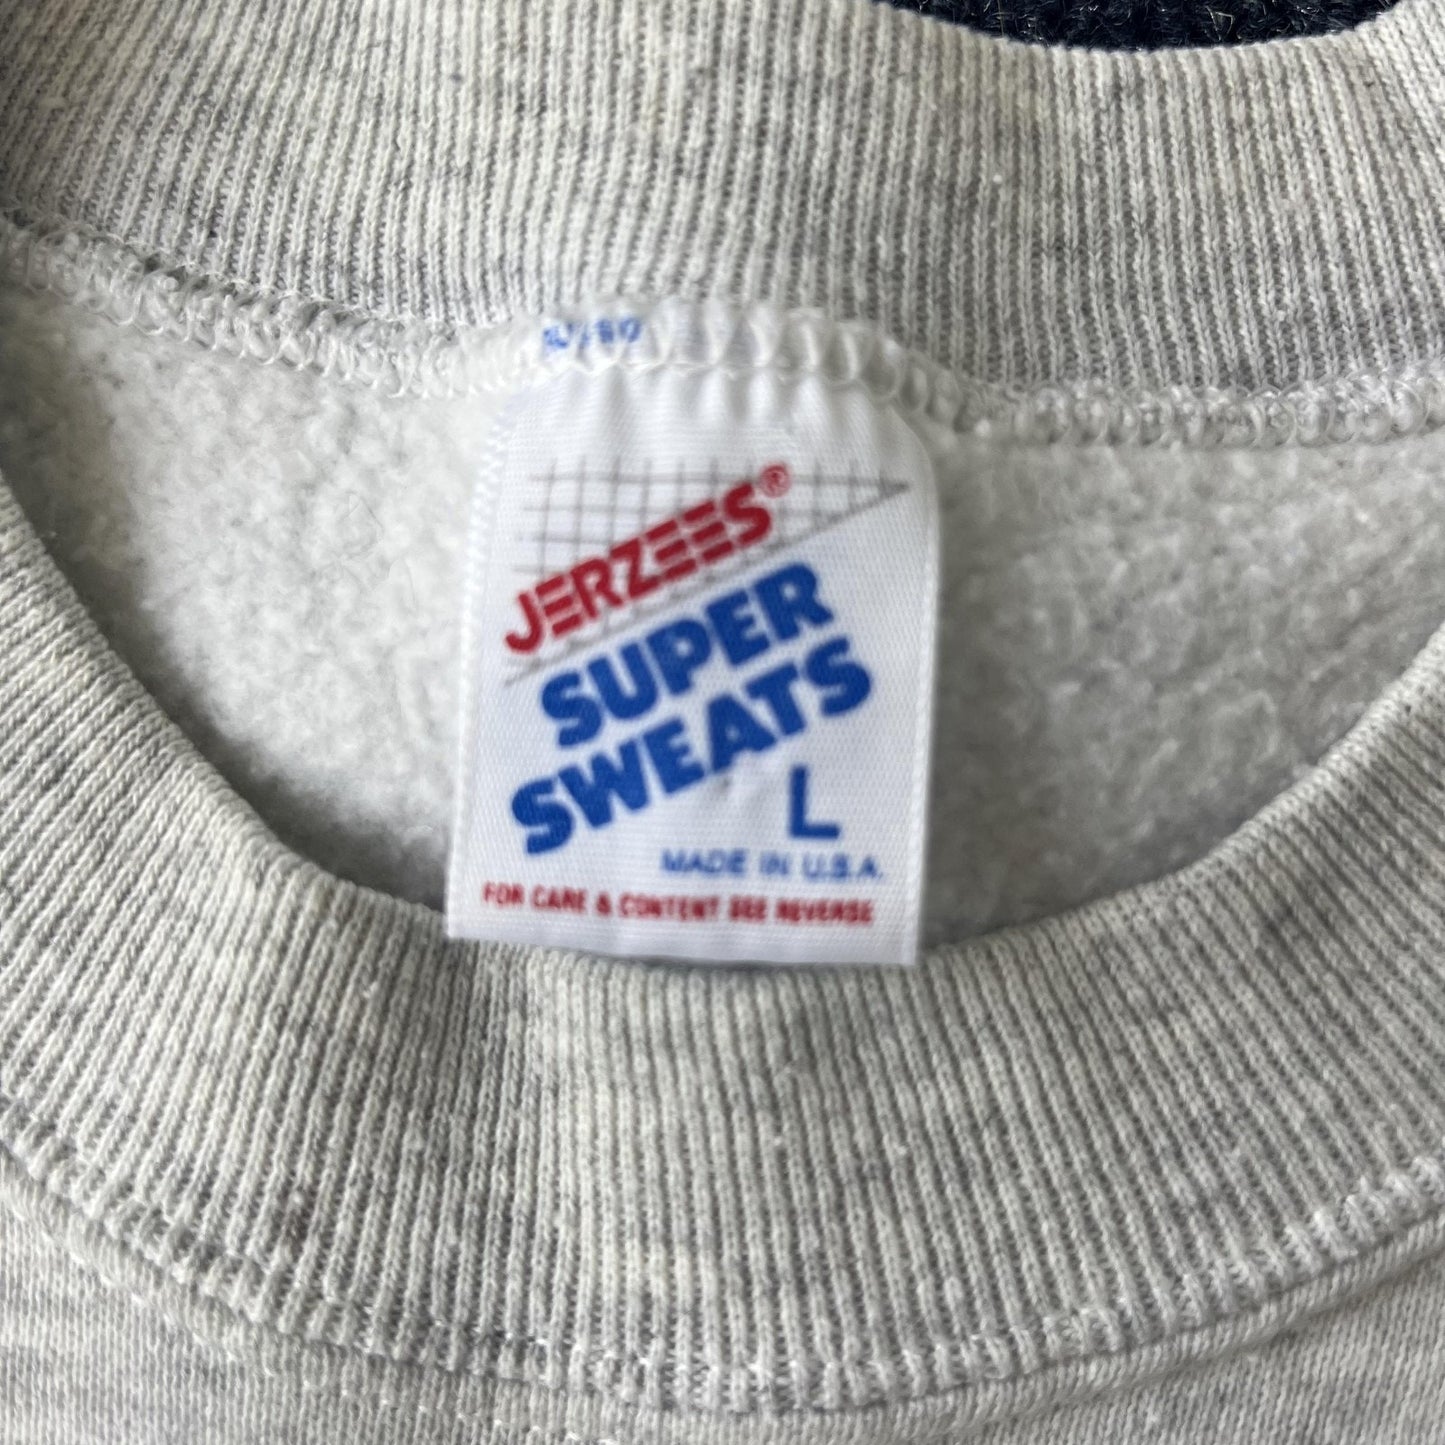 JERZEES®
SUPER
SWEATS
L
MADE IN U.S.A.
FOR CARE & CONTENT SEE REVERSE